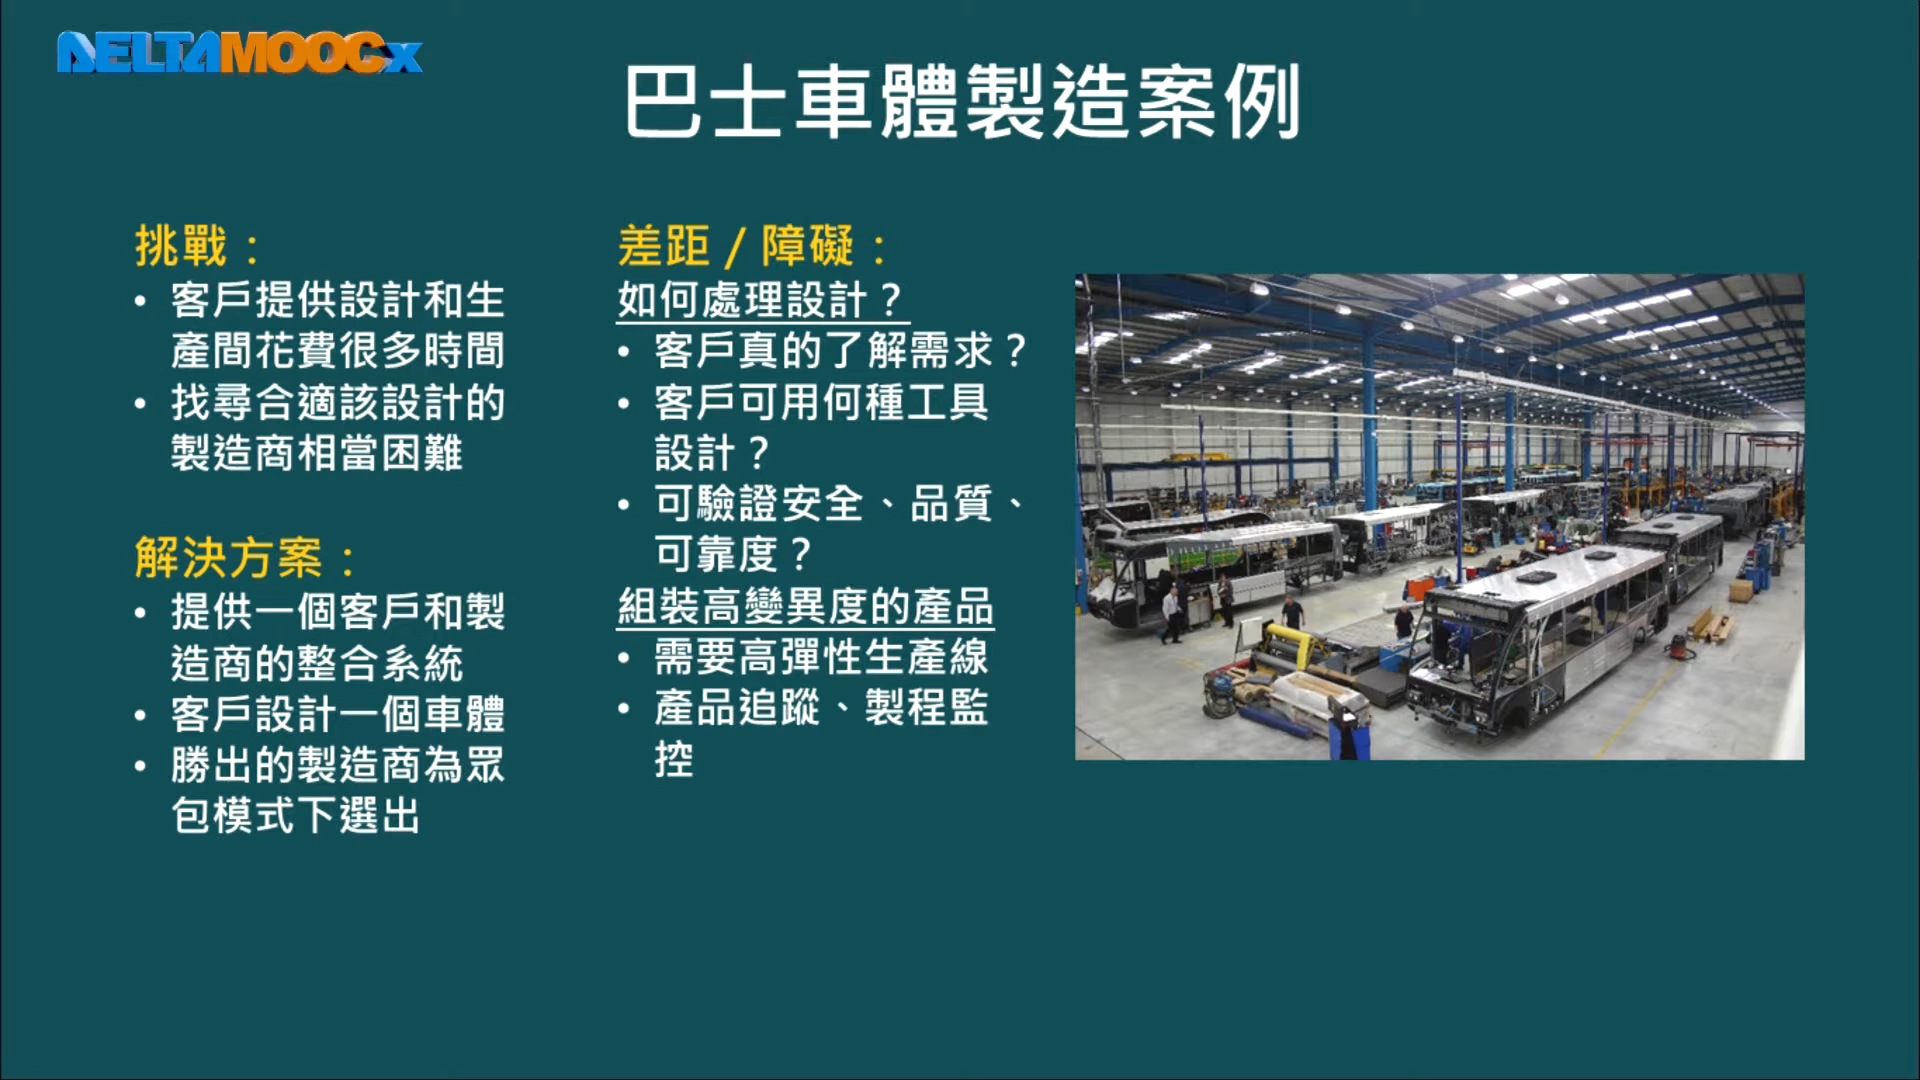 DELTAMOOCx
巴士車體製造案例
挑戰：
• 客戶提供設計和生
產間花費很多時間
• 找尋合適該設計的
製造商相當困難
解決方案：
• 提供一個客戶和製
造商的整合系統
• 客戶設計一個車體
• 勝出的製造商為眾
包模式下選出
差距 / 障礙：
如何處理設計？
• 客戶真的了解需求？
• 客戶可用何種工具
設計？
• 可驗證安全、品質、
可靠度？
組裝高變異度的產品
• 需要高彈性生產線
• 產品追蹤、製程監
控